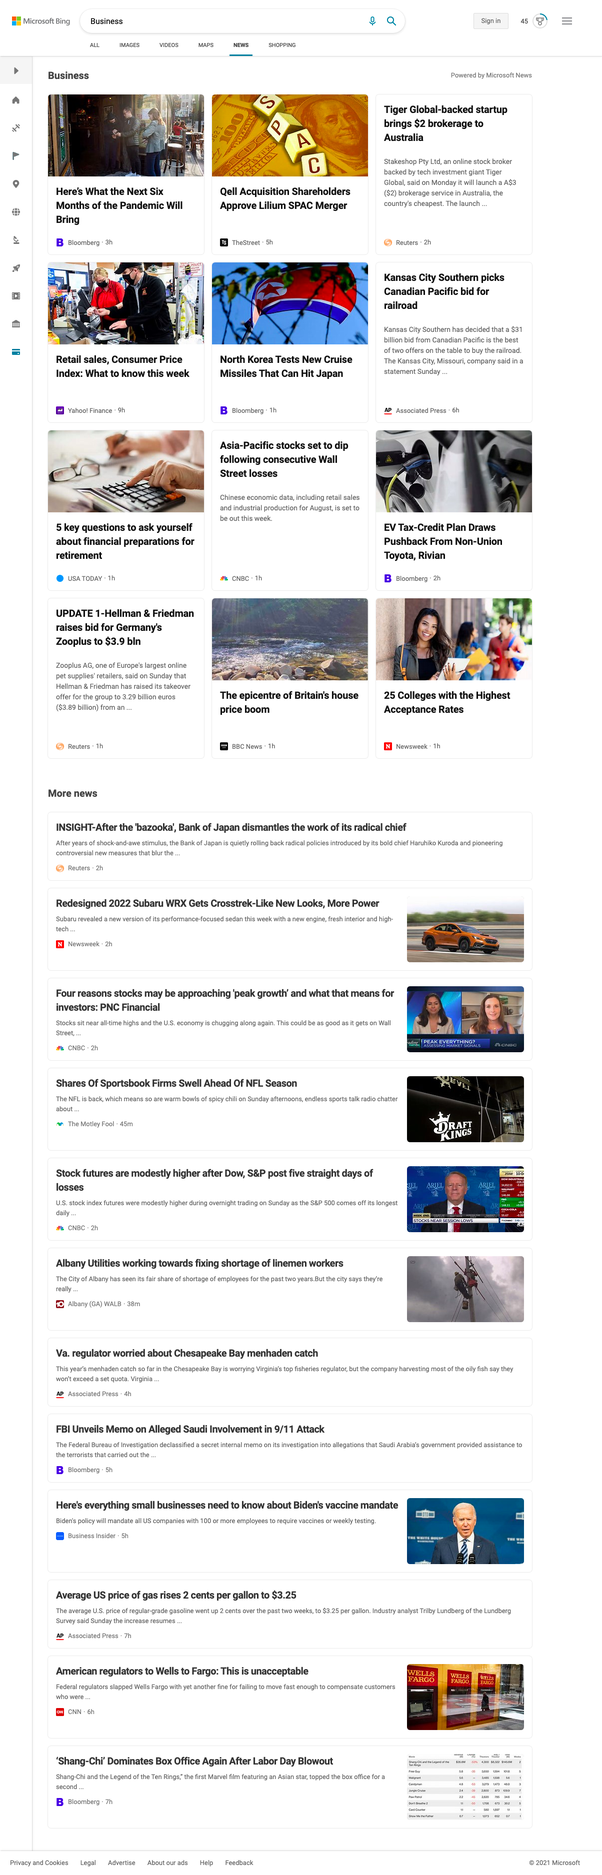 Microsoft Bing
Business
Sign in
45
ALL IMAGES VIDEOS MAPS NEWS SHOPPING
Business
Powered by Microsoft News
Here's What the Next Six
Months of the Pandemic Will
Bring
Bloomberg · 3h
Qell Acquisition Shareholders
Approve Lilium SPAC Merger
TheStreet · 5h
Tiger Global-backed startup
brings $2 brokerage to
Australia
Stakeshop Pty Ltd, an online stock broker
backed by tech investment giant Tiger
Global, said on Monday it will launch a A$3
($2) brokerage service in Australia, the
country's cheapest. The launch ...
Reuters · 2h
Retail sales, Consumer Price
Index: What to know this week
Yahoo! Finance · 9h
North Korea Tests New Cruise
Missiles That Can Hit Japan
Bloomberg · 1h
Kansas City Southern picks
Canadian Pacific bid for
railroad
Kansas City Southern has decided that a $31
billion bid from Canadian Pacific is the best
of two offers on the table to buy the railroad.
The Kansas City, Missouri, company said in a
statement Sunday ...
AP Associated Press · 6h
5 key questions to ask yourself
about financial preparations for
retirement
USA TODAY · 1h
Asia-Pacific stocks set to dip
following consecutive Wall
Street losses
Chinese economic data, including retail sales
and industrial production for August, is set to
be out this week.
CNBC · 1h
EV Tax-Credit Plan Draws
Pushback From Non-Union
Toyota, Rivian
Bloomberg · 2h
UPDATE 1-Hellman & Friedman
raises bid for Germany's
Zooplus to $3.9 bln
Zooplus AG, one of Europe's largest online
pet supplies' retailers, said on Sunday that
Hellman & Friedman has raised its takeover
offer for the group to 3.29 billion euros
($3.89 billion) from an ...
Reuters · 1h
The epicentre of Britain's house
price boom
BBC News · 1h
25 Colleges with the Highest
Acceptance Rates
Newsweek · 1h
More news
INSIGHT-After the 'bazooka', Bank of Japan dismantles the work of its radical chief
After years of shock-and-awe stimulus, the Bank of Japan is quietly rolling back radical policies introduced by its bold chief Haruhiko Kuroda and pioneering
controversial new measures that blur the ...
Reuters · 2h
Redesigned 2022 Subaru WRX Gets Crosstrek-Like New Looks, More Power
Subaru revealed a new version of its performance-focused sedan this week with a new engine, fresh interior and high-
tech ...
Newsweek · 2h
Four reasons stocks may be approaching 'peak growth' and what that means for
investors: PNC Financial
Stocks sit near all-time highs and the U.S. economy is chugging along again. This could be as good as it gets on Wall
Street, ...
CNBC · 2h
PEAK EVERYTHING?
ASSESSING MARKET SIGNALS
CNBC
Shares Of Sportsbook Firms Swell Ahead Of NFL Season
The NFL is back, which means so are warm bowls of spicy chili on Sunday afternoons, endless sports talk radio chatter
about ...
The Motley Fool · 45m
DRAFT
KINGS
Stock futures are modestly higher after Dow, S&P post five straight days of
losses
U.S. stock index futures were modestly higher during overnight trading on Sunday as the S&P 500 comes off its longest
daily ...
CNBC · 2h
STOCKS NEAR SESSION LOWS
Albany Utilities working towards fixing shortage of linemen workers
The City of Albany has seen its fair share of shortage of employees for the past two years.But the city says they're
really ...
Albany (GA) WALB · 38m
Va. regulator worried about Chesapeake Bay menhaden catch
This year's menhaden catch so far in the Chesapeake Bay is worrying Virginia's top fisheries regulator, but the company harvesting most of the oily fish say they
won't exceed a set quota. Virginia ...
AP Associated Press · 4h
FBI Unveils Memo on Alleged Saudi Involvement in 9/11 Attack
The Federal Bureau of Investigation declassified a secret internal memo on its investigation into allegations that Saudi Arabia's government provided assistance to
the terrorists that carried out the ...
Bloomberg · 5h
Here's everything small businesses need to know about Biden's vaccine mandate
Biden's policy will mandate all US companies with 100 or more employees to require vaccines or weekly testing.
Business Insider · 5h
Average US price of gas rises 2 cents per gallon to $3.25
The average U.S. price of regular-grade gasoline went up 2 cents over the past two weeks, to $3.25 per gallon. Industry analyst Trilby Lundberg of the Lundberg
Survey said Sunday the increase resumes ...
AP Associated Press · 7h
American regulators to Wells to Fargo: This is unacceptable
Federal regulators slapped Wells Fargo with yet another fine for failing to move fast enough to compensate customers
who were ...
CNN · 6h
WELLS FARGO
WELLS FARGO
WELLS FARGO
'Shang-Chi' Dominates Box Office Again After Labor Day Blowout
Shang-Chi and the Legend of the Ten Rings," the first Marvel film featuring an Asian star, topped the box office for a
second ...
Bloomberg · 7h
Privacy and Cookies Legal Advertise About our ads Help Feedback
© 2021 Microsoft